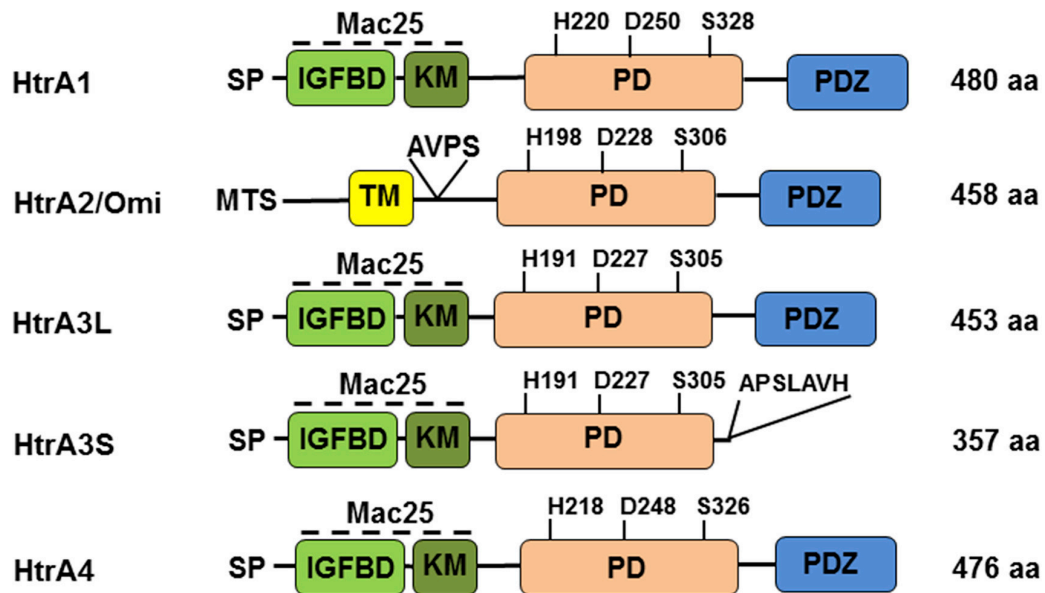 Mac25 H220 D250 S328
HtrA1 SP IGFBD KM PD PDZ 480 aa
AVPS H198 D228 S306
HtrA2/Omi MTS TM PD PDZ 458 aa
Mac25 H191 D227 S305
HtrA3L SP IGFBD KM PD PDZ 453 aa
Mac25 H191 D227 S305 APSLAVH
HtrA3S SP IGFBD KM PD 357 aa
Mac25 H218 D248 S326
HtrA4 SP IGFBD KM PD PDZ 476 aa